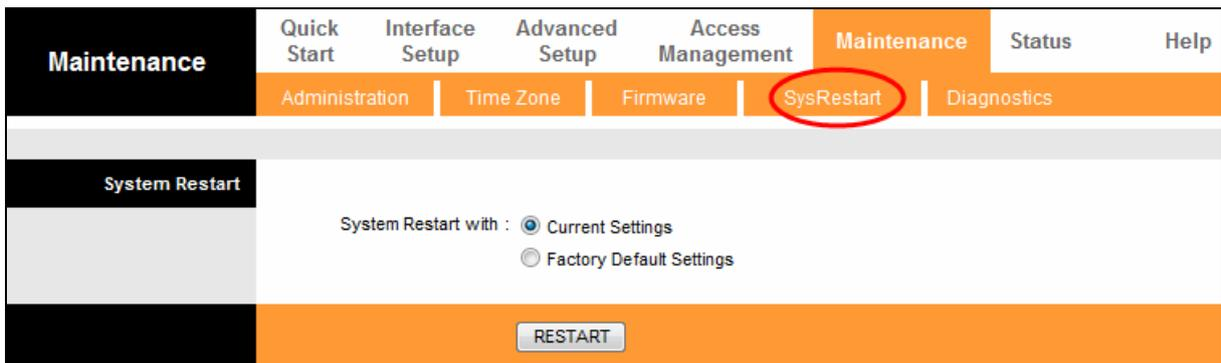 Maintenance
Quick Start
Interface Setup
Advanced Setup
Access Management
Maintenance
Status
Help
Administration
Time Zone
Firmware
SysRestart
Diagnostics
System Restart
System Restart with : Current Settings
Factory Default Settings
RESTART